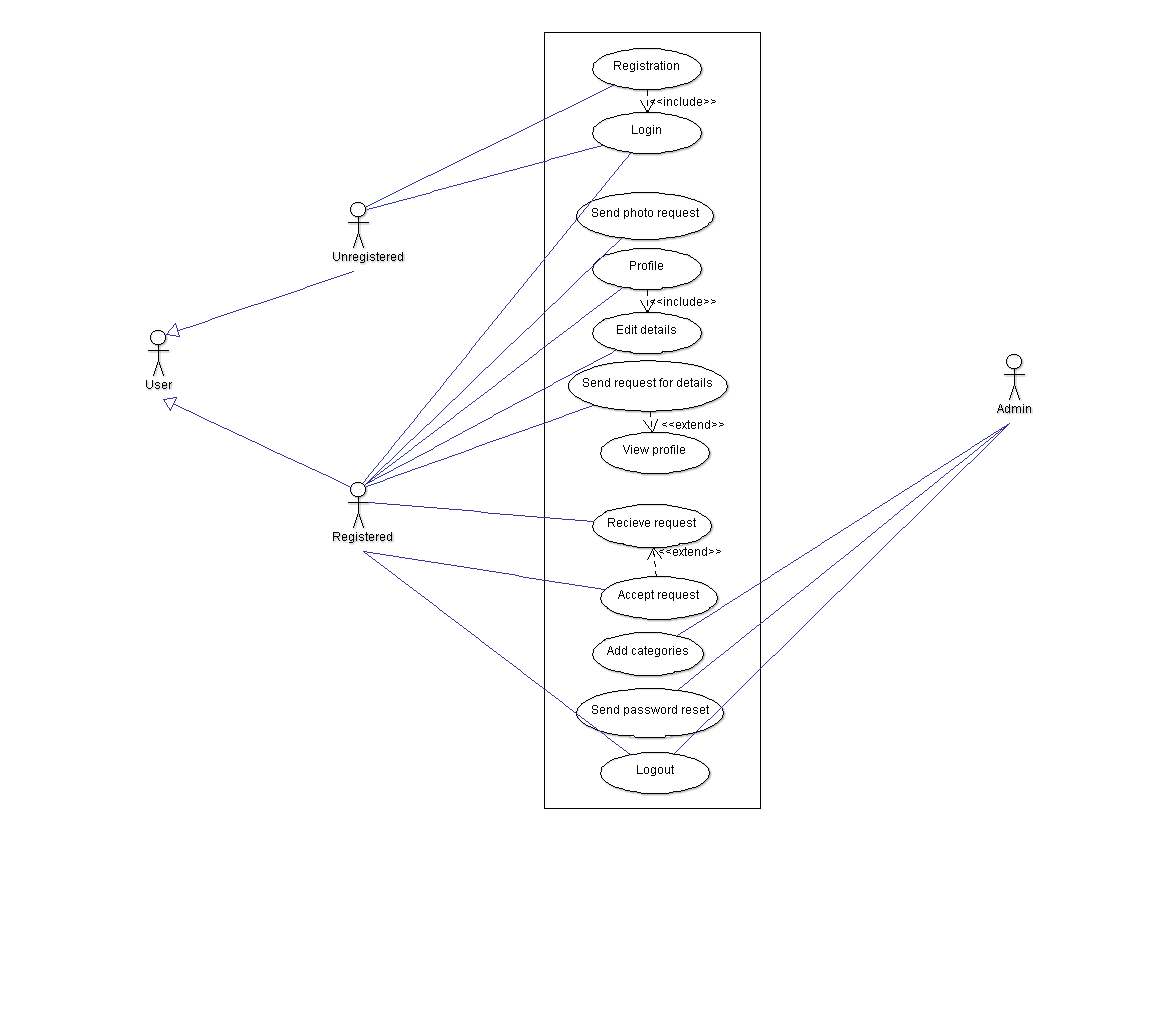 Registration
<<include>>
Login
Send photo request
Unregistered
Profile
<<include>>
Edit details
User
Send request for details
Admin
<<extend>>
View profile
Recieve request
Registered
<<extend>>
Accept request
Add categories
Send password reset
Logout